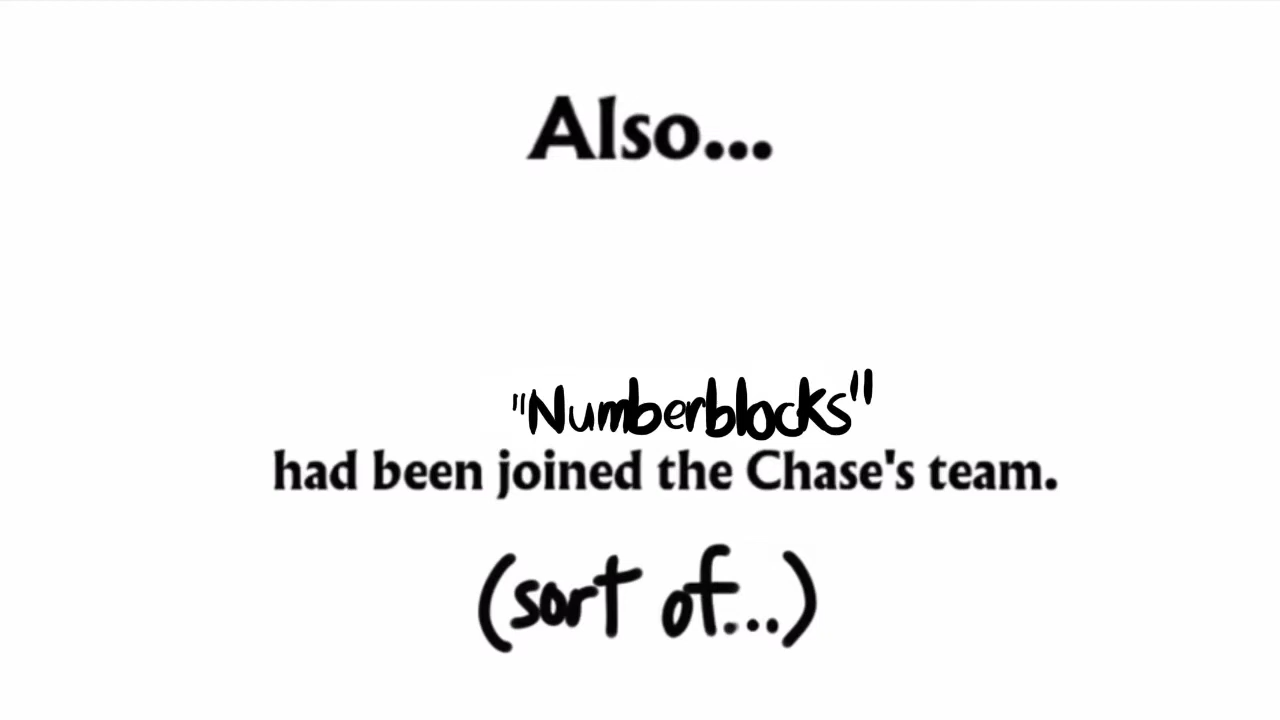 Also...
"Numberblocks"
had been joined the Chase's team.
(sort of...)